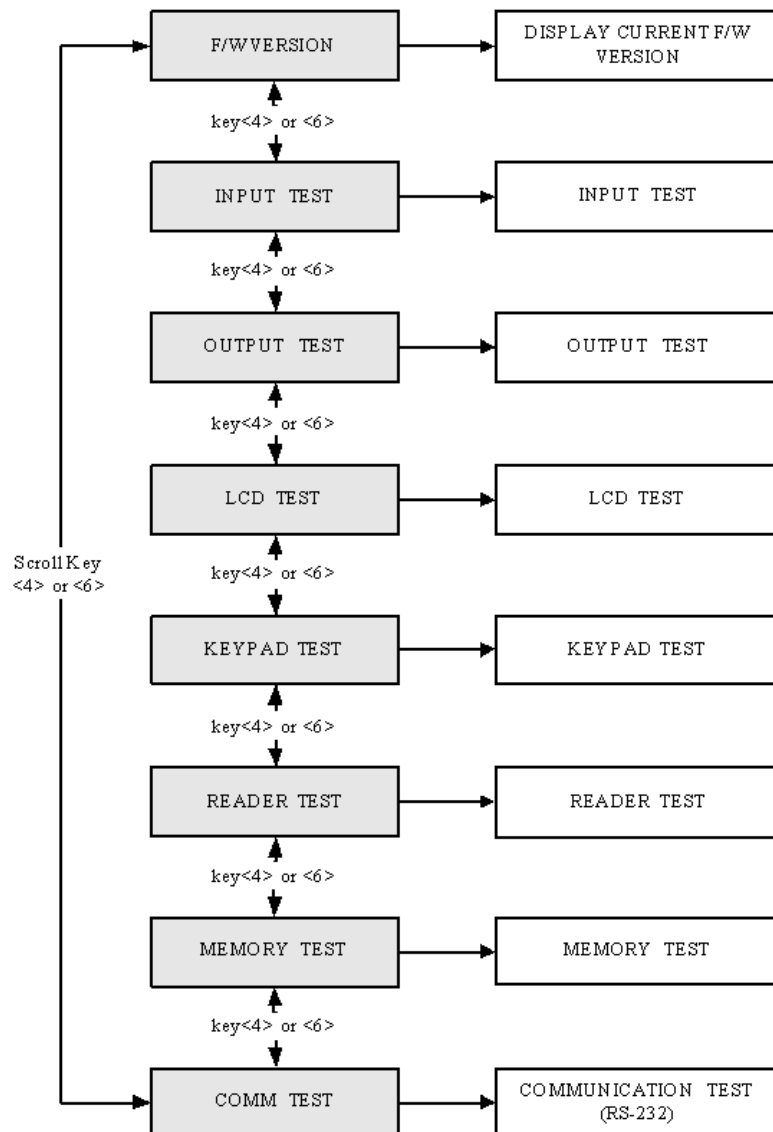 F/W VERSION
DISPLAY CURRENT F/W
VERSION
key<4> or <6>
INPUT TEST
INPUT TEST
key<4> or <6>
OUTPUT TEST
OUTPUT TEST
key<4> or <6>
LCD TEST
LCD TEST
Scroll Key
<4> or <6>
key<4> or <6>
KEYPAD TEST
KEYPAD TEST
key<4> or <6>
READER TEST
READER TEST
key<4> or <6>
MEMORY TEST
MEMORY TEST
key<4> or <6>
COMM TEST
COMMUNICATION TEST
(RS-232)